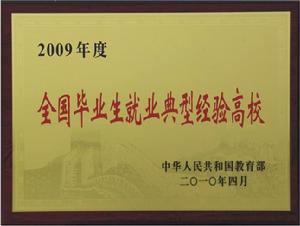 2009年度
全国毕业生就业典型经验高校
中华人民共和国教育部
二〇一〇年四月